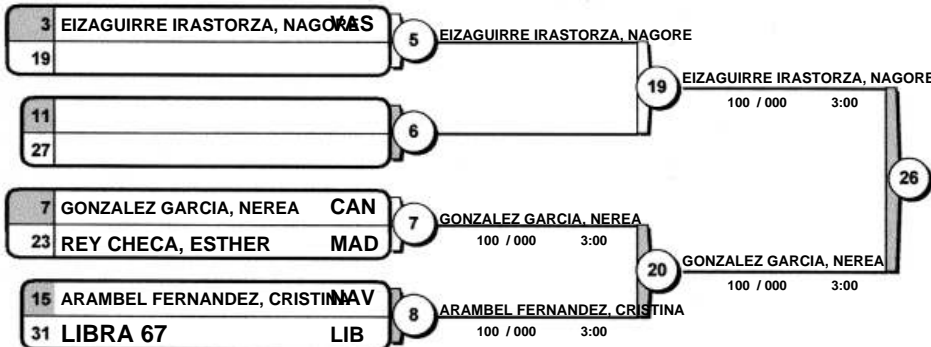 3 EIZAGUIRRE IRASTORZA, NAGORE VAS
19
5
EIZAGUIRRE IRASTORZA, NAGORE
11
27
6
19
EIZAGUIRRE IRASTORZA, NAGORE
100 / 000 3:00
7 GONZALEZ GARCIA, NEREA CAN
23 REY CHECA, ESTHER MAD
7
GONZALEZ GARCIA, NEREA
100 / 000 3:00
15 ARAMBEL FERNANDEZ, CRISTINA NAV
31 LIBRA 67 LIB
8
ARAMBEL FERNANDEZ, CRISTINA
100 / 000 3:00
20
GONZALEZ GARCIA, NEREA
100 / 000 3:00
26